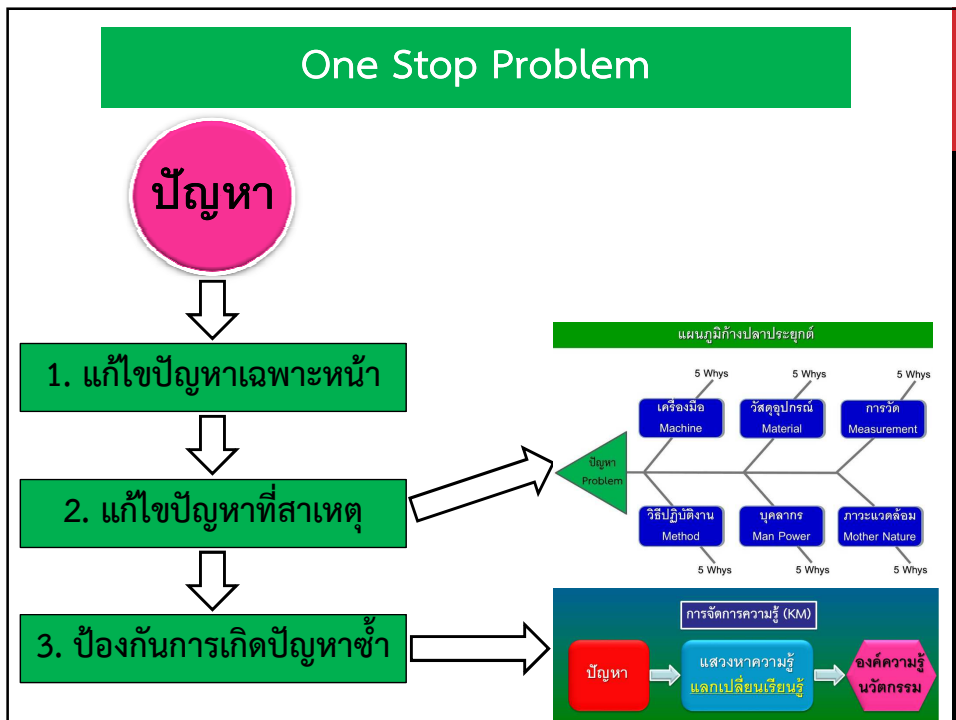 One Stop Problem
ปัญหา
1. แก้ไขปัญหาเฉพาะหน้า
2. แก้ไขปัญหาที่สาเหตุ
3. ป้องกันการเกิดปัญหาซ้ำ
แผนภูมิก้างปลาประยุกต์
5 Whys
5 Whys
5 Whys
เครื่องมือ
Machine
วัสดุอุปกรณ์
Material
การวัด
Measurement
ปัญหา
Problem
วิธีปฏิบัติงาน
Method
บุคลากร
Man Power
ภาวะแวดล้อม
Mother Nature
5 Whys
5 Whys
5 Whys
การจัดการความรู้ (KM)
ปัญหา
แสวงหาความรู้
แลกเปลี่ยนเรียนรู้
องค์ความรู้
นวัตกรรม